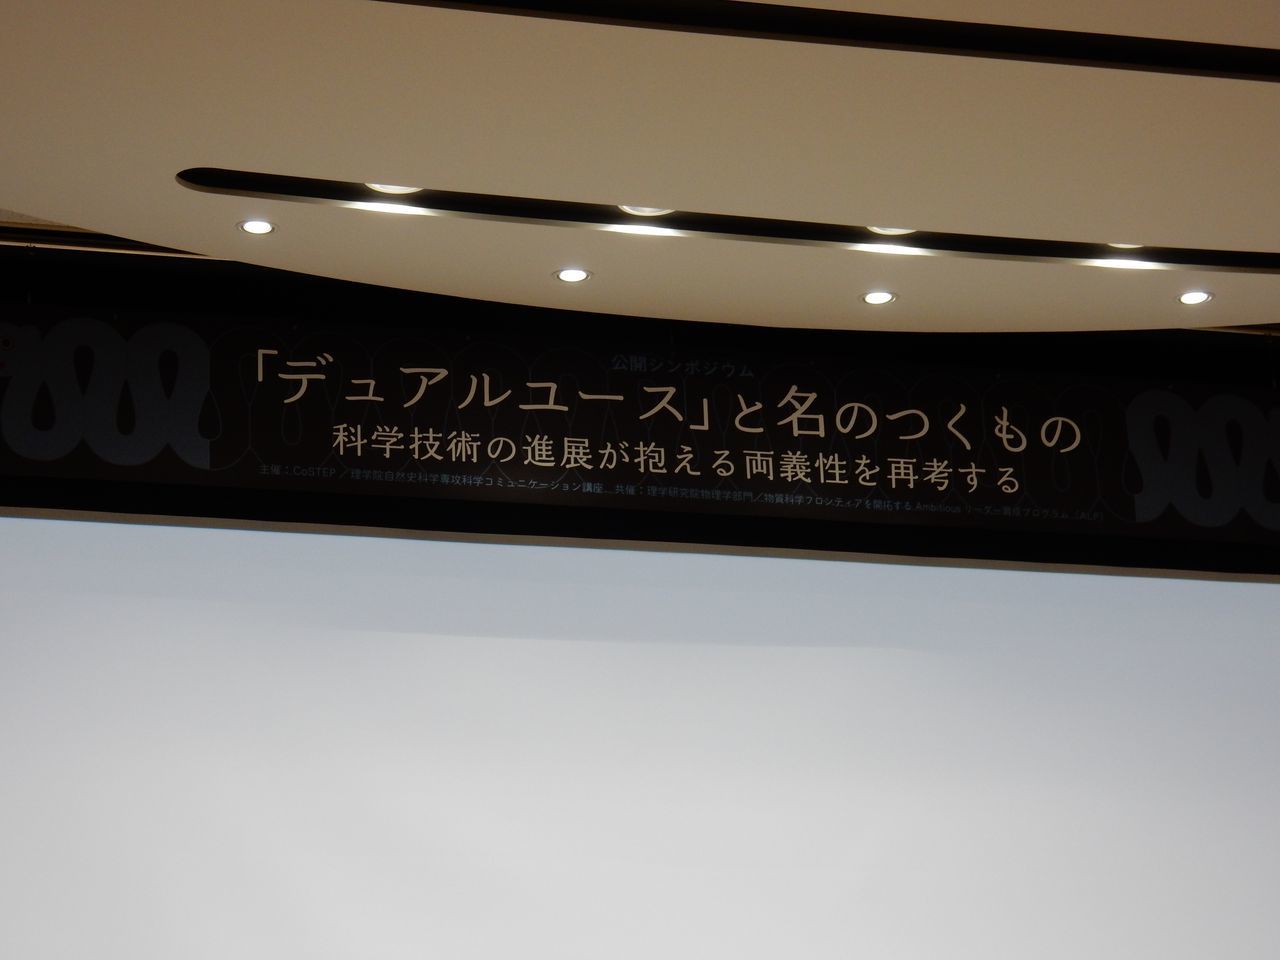 公開シンポジウム
「デュアルユース」と名のつくもの
科学技術の進展が抱える両義性を再考する
主催：CoSTEP／理学院自然史科学専攻科学コミュニケーション講座　共催：理学研究院物理学部門／物質科学フロンティアを開拓する Ambitious リーダー育成プログラム（ALP）